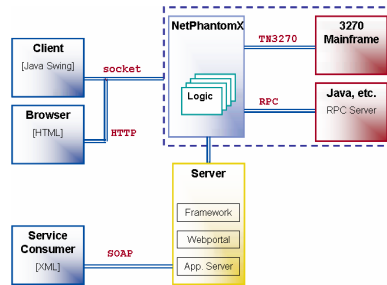 NetPhantomX
Client
[Java Swing]
socket
TN3270
3270
Mainframe
Logic
Browser
[HTML]
HTTP
RPC
Java, etc.
RPC Server
Server
Framework
Webportal
App. Server
Service
Consumer
[XML]
SOAP